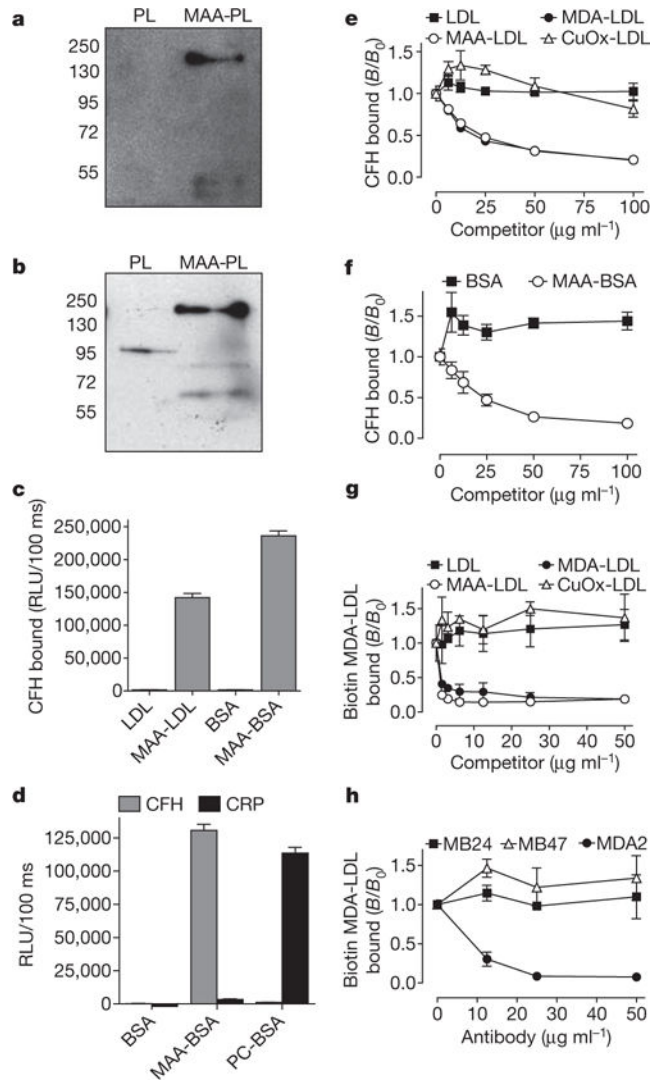 a
PL MAA-PL
250
130
95
72
55
b
PL MAA-PL
250
130
95
72
55
c
CFH bound (RLU/100 ms)
250,000
200,000
150,000
100,000
50,000
0
LDL
MAA-LDL
BSA
MAA-BSA
d
CFH CRP
RLU/100 ms
125,000
100,000
75,000
50,000
25,000
0
BSA
MAA-BSA
PC-BSA
e
LDL MDA-LDL
MAA-LDL CuOx-LDL
CFH bound (B/B0)
1.5
1.0
0.5
0.0
0 25 50 75 100
Competitor (μg ml−1)
f
BSA MAA-BSA
CFH bound (B/B0)
1.5
1.0
0.5
0.0
0 25 50 75 100
Competitor (μg ml−1)
g
LDL MDA-LDL
MAA-LDL CuOx-LDL
Biotin MDA-LDL
bound (B/B0)
1.5
1.0
0.5
0.0
0 10 20 30 40 50
Competitor (μg ml−1)
h
MB24 MB47 MDA2
Biotin MDA-LDL
bound (B/B0)
1.5
1.0
0.5
0.0
0 10 20 30 40 50
Antibody (μg ml−1)